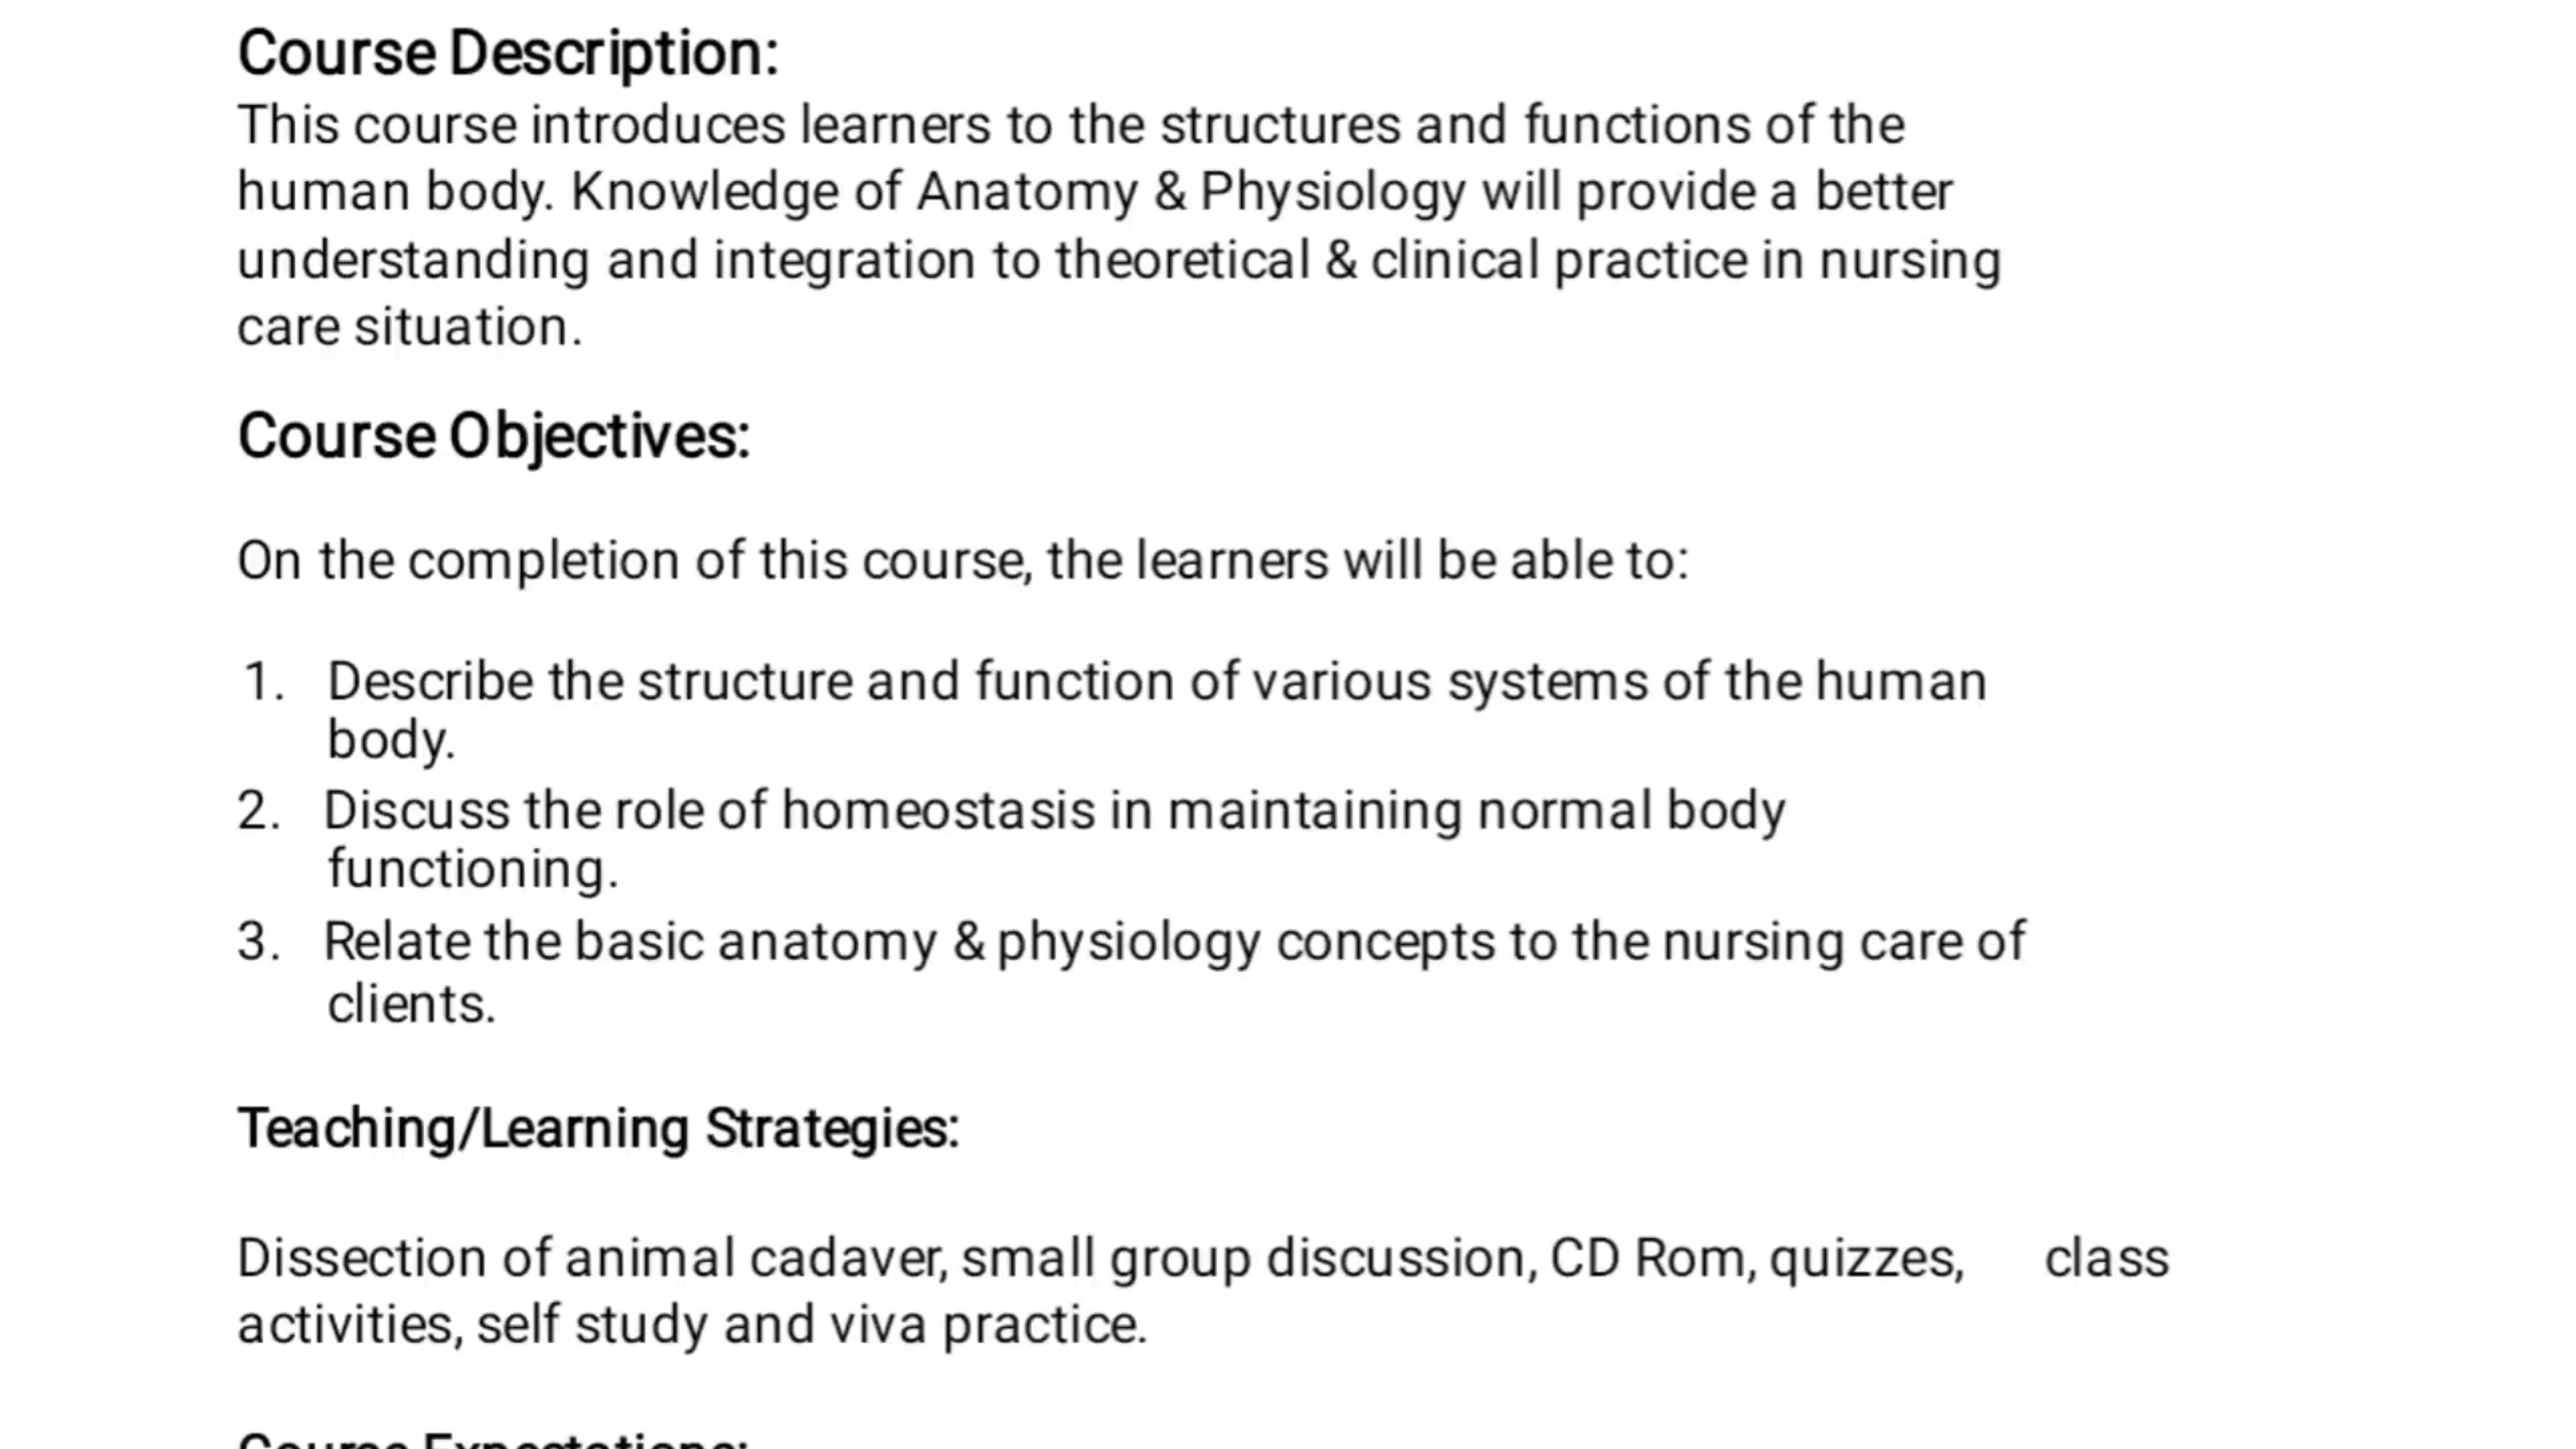 Course Description:
This course introduces learners to the structures and functions of the
human body. Knowledge of Anatomy & Physiology will provide a better
understanding and integration to theoretical & clinical practice in nursing
care situation.
Course Objectives:
On the completion of this course, the learners will be able to:
1. Describe the structure and function of various systems of the human
body.
2. Discuss the role of homeostasis in maintaining normal body
functioning.
3. Relate the basic anatomy & physiology concepts to the nursing care of
clients.
Teaching/Learning Strategies:
Dissection of animal cadaver, small group discussion, CD Rom, quizzes, class
activities, self study and viva practice.
Course Expectations: